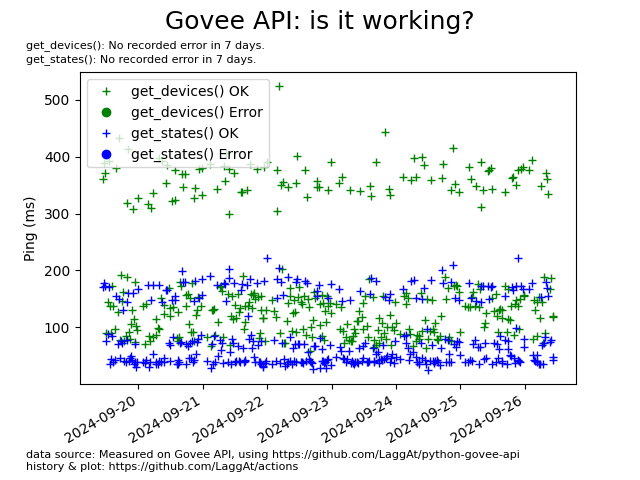 Govee API: is it working?
get_devices(): No recorded error in 7 days.
get_states(): No recorded error in 7 days.
get_devices() OK
get_devices() Error
get_states() OK
get_states() Error
Ping (ms)
500
400
300
200
100
2024-09-20
2024-09-21
2024-09-22
2024-09-23
2024-09-24
2024-09-25
2024-09-26
data source: Measured on Govee API, using https://github.com/LaggAt/python-govee-api
history & plot: https://github.com/LaggAt/actions